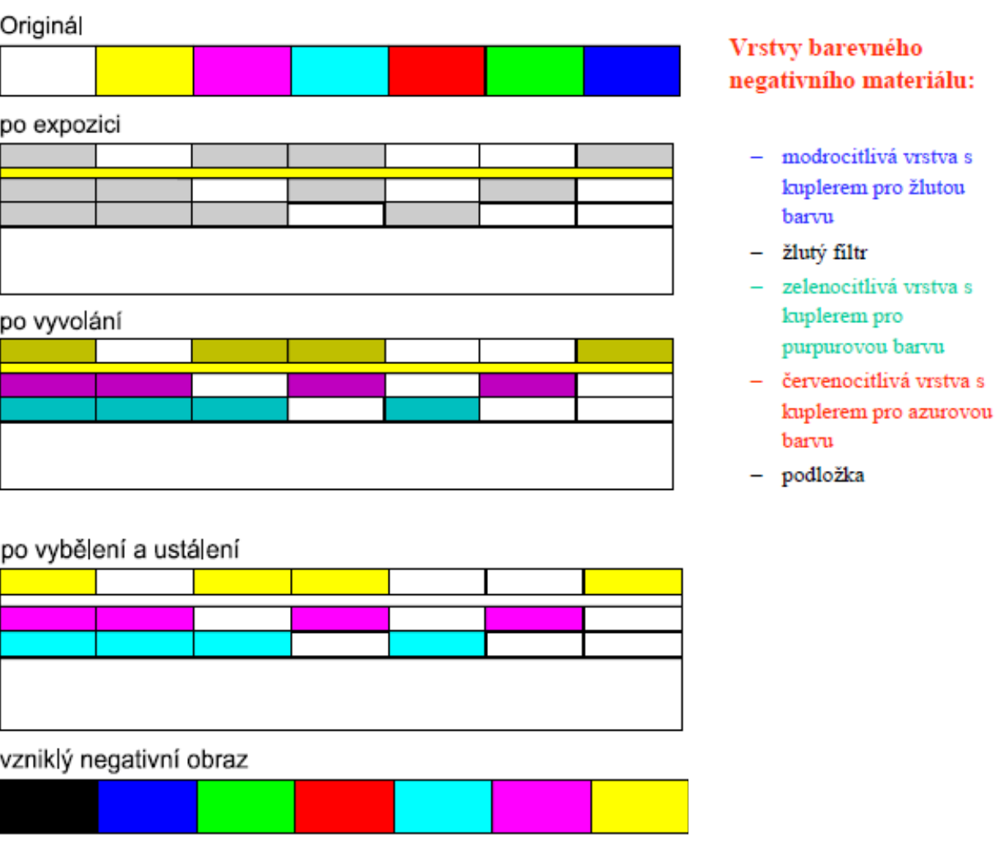 Originál
po expozici
po vyvolání
po vybělení a ustálení
vzniklý negativní obraz
Vrstvy barevného
negativního materiálu:
– modrocitlivá vrstva s
kuplerem pro žlutou
barvu
– žlutý filtr
– zelenocitlivá vrstva s
kuplerem pro
purpurovou barvu
– červenocitlivá vrstva s
kuplerem pro azurovou
barvu
– podložka